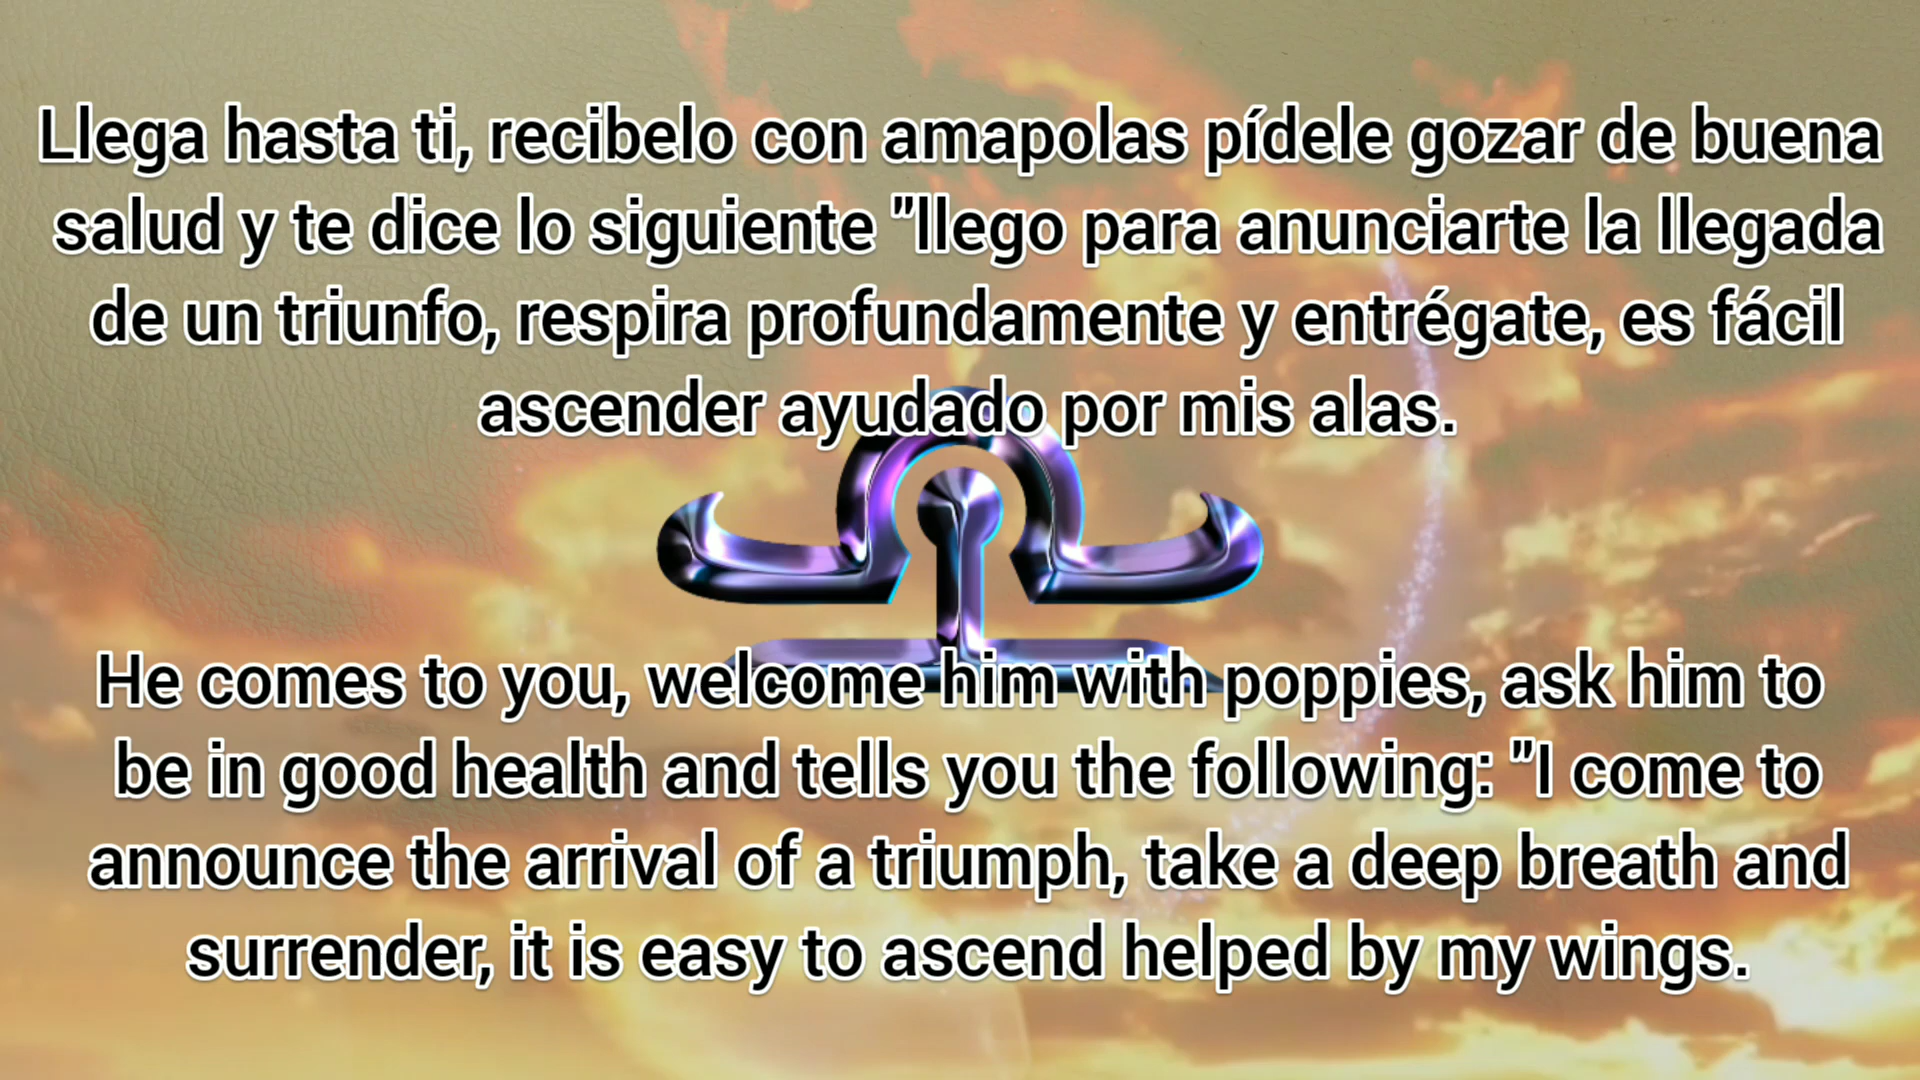 Llega hasta ti, recibelo con amapolas pídele gozar de buena
salud y te dice lo siguiente "llego para anunciarte la llegada
de un triunfo, respira profundamente y entrégate, es fácil
ascender ayudado por mis alas.
He comes to you, welcome him with poppies, ask him to
be in good health and tells you the following: "I come to
announce the arrival of a triumph, take a deep breath and
surrender, it is easy to ascend helped by my wings.